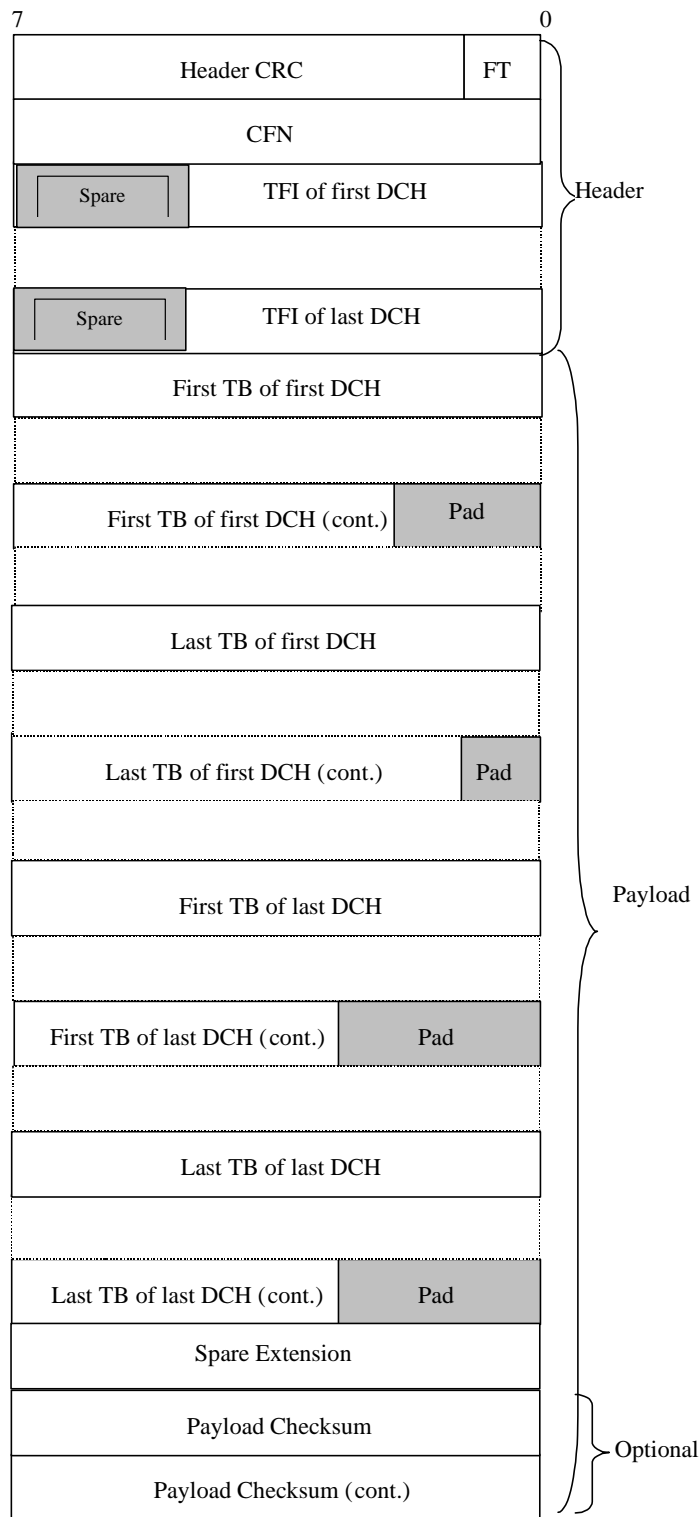 7 0
Header CRC FT
CFN
Spare TFI of first DCH
Header
Spare TFI of last DCH
First TB of first DCH
First TB of first DCH (cont.) Pad
Last TB of first DCH
Last TB of first DCH (cont.) Pad
First TB of last DCH
Payload
First TB of last DCH (cont.) Pad
Last TB of last DCH
Last TB of last DCH (cont.) Pad
Spare Extension
Payload Checksum
Optional
Payload Checksum (cont.)